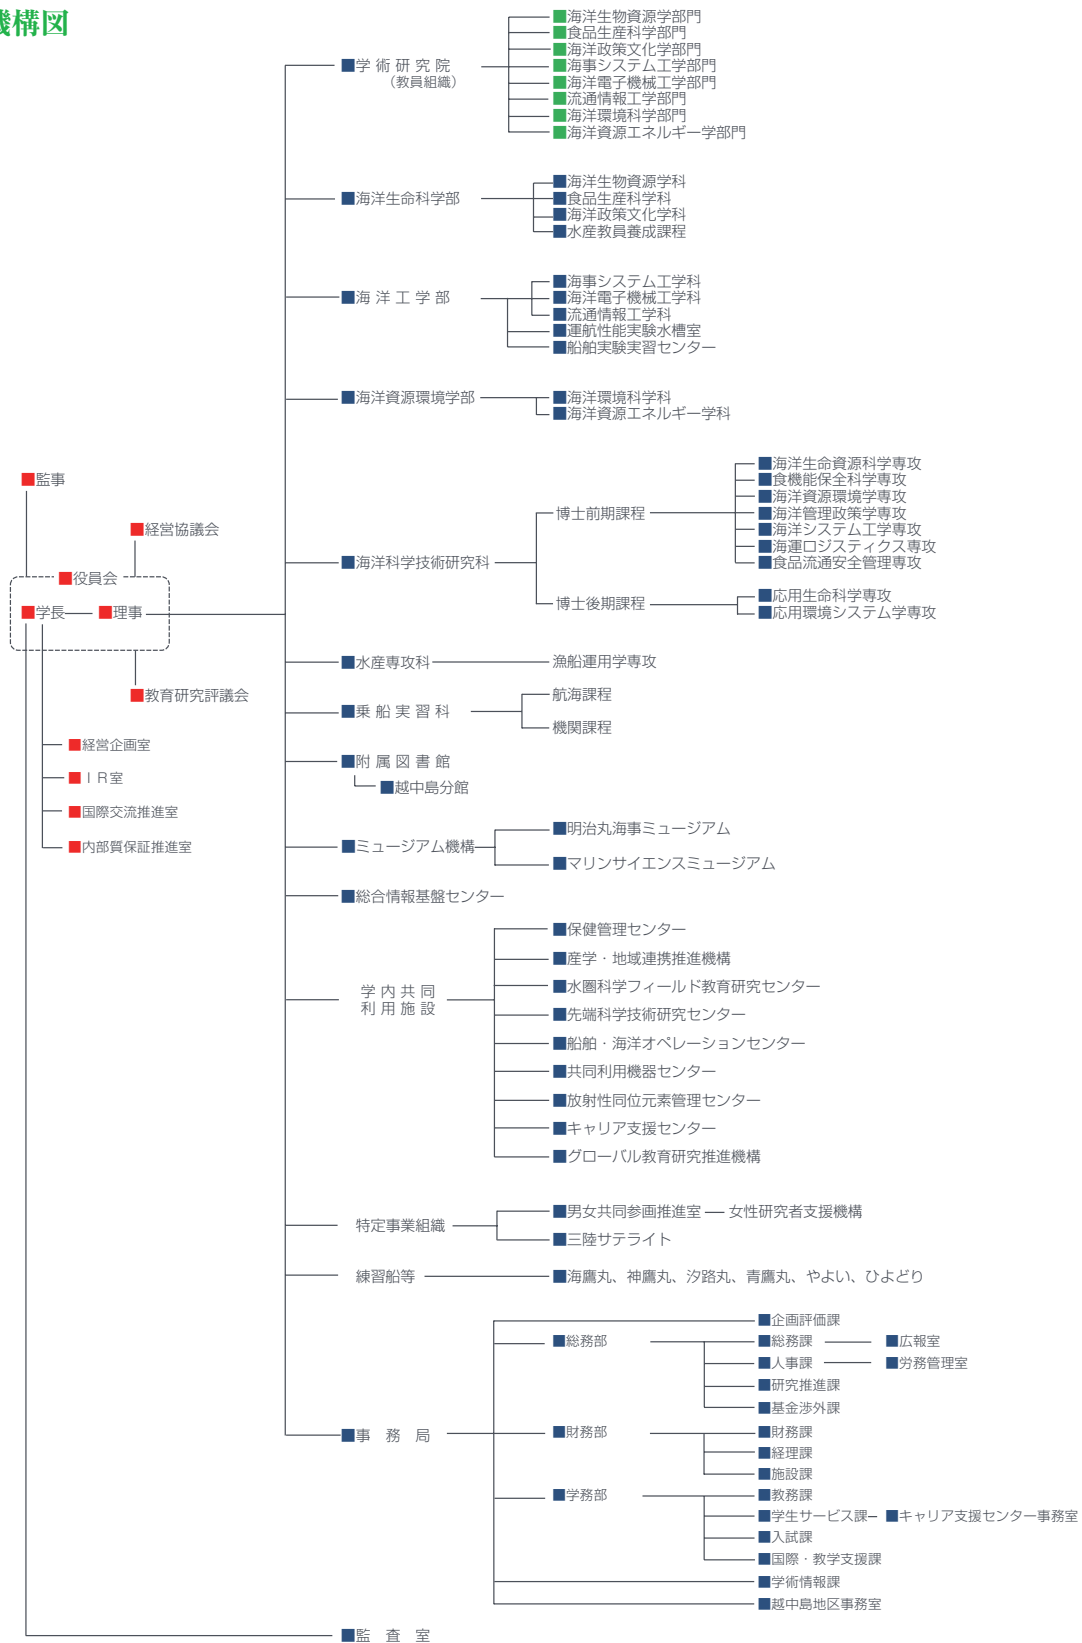 機構図
■監事
■経営協議会
■役員会
■学長
■理事
■教育研究評議会
■経営企画室
■ＩＲ室
■国際交流推進室
■内部質保証推進室
■学術研究院
（教員組織）
■海洋生物資源学部門
■食品生産科学部門
■海洋政策文化学部門
■海事システム工学部門
■海洋電子機械工学部門
■流通情報工学部門
■海洋環境科学部門
■海洋資源エネルギー学部門
■海洋生命科学部
■海洋生物資源学科
■食品生産科学科
■海洋政策文化学科
■水産教員養成課程
■海洋工学部
■海事システム工学科
■海洋電子機械工学科
■流通情報工学科
■運航性能実験水槽室
■船舶実験実習センター
■海洋資源環境学部
■海洋環境科学科
■海洋資源エネルギー学科
■海洋科学技術研究科
博士前期課程
■海洋生命資源科学専攻
■食機能保全科学専攻
■海洋資源環境学専攻
■海洋管理政策学専攻
■海洋システム工学専攻
■海運ロジスティクス専攻
■食品流通安全管理専攻
博士後期課程
■応用生命科学専攻
■応用環境システム学専攻
■水産専攻科
漁船運用学専攻
■乗船実習科
航海課程
機関課程
■附属図書館
■越中島分館
■ミュージアム機構
■明治丸海事ミュージアム
■マリンサイエンスミュージアム
■総合情報基盤センター
学内共同
利用施設
■保健管理センター
■産学・地域連携推進機構
■水圏科学フィールド教育研究センター
■先端科学技術研究センター
■船舶・海洋オペレーションセンター
■共同利用機器センター
■放射性同位元素管理センター
■キャリア支援センター
■グローバル教育研究推進機構
特定事業組織
■男女共同参画推進室 ― 女性研究者支援機構
■三陸サテライト
練習船等
■海鷹丸、神鷹丸、汐路丸、青鷹丸、やよい、ひよどり
■事務局
■企画評価課
■総務部
■総務課
■広報室
■人事課
■労務管理室
■研究推進課
■基金渉外課
■財務部
■財務課
■経理課
■施設課
■学務部
■教務課
■学生サービス課
■キャリア支援センター事務室
■入試課
■国際・教学支援課
■学術情報課
■越中島地区事務室
■監査室